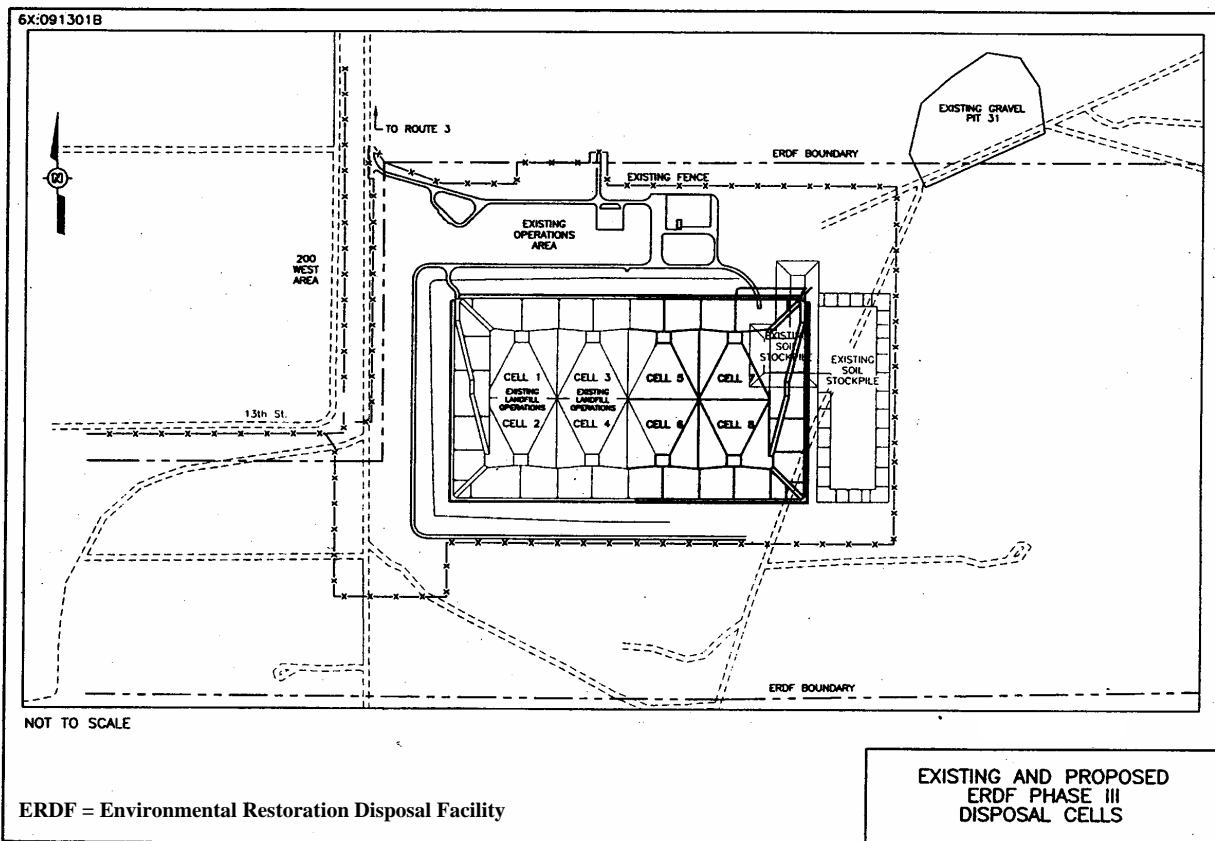 6X:091301B
EXISTING GRAVEL
PIT 31
TO ROUTE 3
ERDF BOUNDARY
EXISTING FENCE
EXISTING
OPERATIONS
AREA
200
WEST
AREA
EXISTING
SOIL
STOCKPILE
EXISTING
SOIL
STOCKPILE
CELL 1
CELL 3
CELL 5
CELL 7
EXISTING
LANDFILL
OPERATIONS
EXISTING
LANDFILL
OPERATIONS
CELL 2
CELL 4
CELL 6
CELL 8
13th St.
ERDF BOUNDARY
NOT TO SCALE
ERDF = Environmental Restoration Disposal Facility
EXISTING AND PROPOSED
ERDF PHASE III
DISPOSAL CELLS